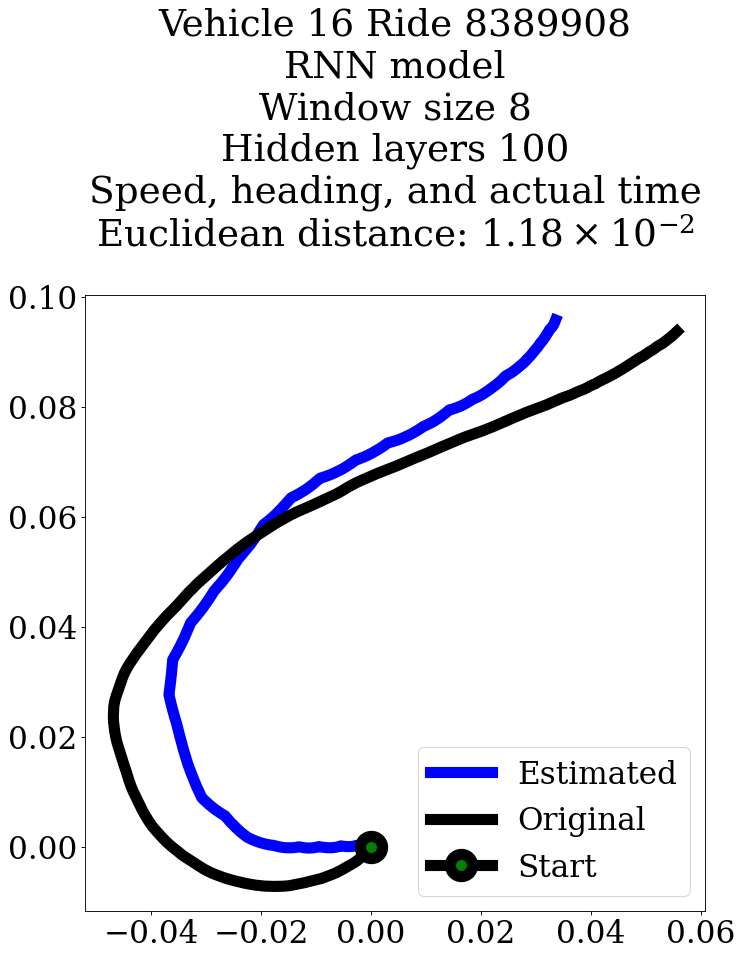 Vehicle 16 Ride 8389908
RNN model
Window size 8
Hidden layers 100
Speed, heading, and actual time
Euclidean distance: 1.18 × 10⁻²
0.10
0.08
0.06
0.04
0.02
0.00
Estimated
Original
Start
−0.04 −0.02 0.00 0.02 0.04 0.06